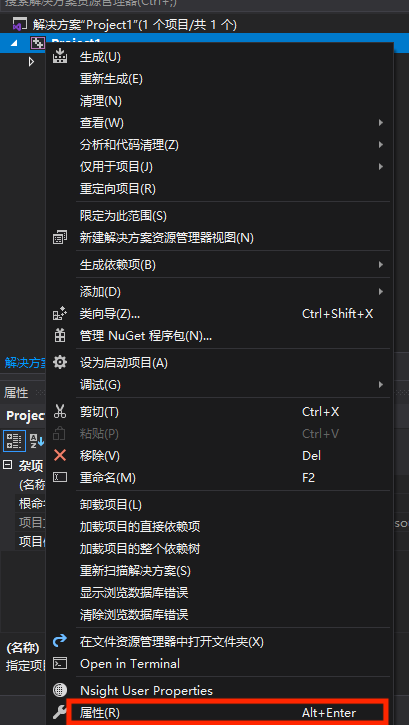 搜索解决方案资源管理器(Ctrl+;)
解决方案"Project1"(1 个项目/共 1 个)
Project1
生成(U)
重新生成(E)
清理(N)
查看(W)
分析和代码清理(Z)
仅用于项目(J)
重定向项目(R)
限定为此范围(S)
新建解决方案资源管理器视图(N)
生成依赖项(B)
添加(D)
类向导(Z)... Ctrl+Shift+X
管理 NuGet 程序包(N)...
设为启动项目(A)
解决方案
调试(G)
属性
剪切(T) Ctrl+X
Projec
粘贴(P) Ctrl+V
移除(V) Del
杂项
重命名(M) F2
(名称
根命
卸载项目(L)
项目
加载项目的直接依赖项
so
项目
加载项目的整个依赖树
重新扫描解决方案(S)
显示浏览数据库错误
清除浏览数据库错误
(名称)
在文件资源管理器中打开文件夹(X)
指定项
Open in Terminal
Nsight User Properties
属性(R) Alt+Enter